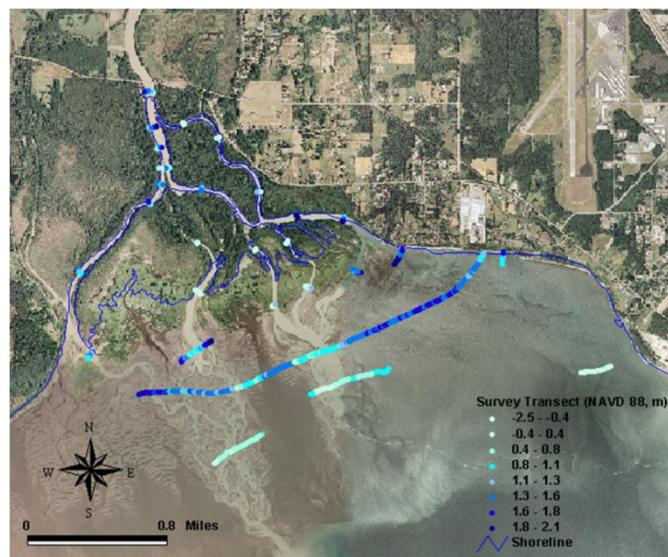 Survey Transect (NAVD 88, m)
-2.5 - -0.4
-0.4 - 0.4
0.4 - 0.8
0.8 - 1.1
1.1 - 1.3
1.3 - 1.6
1.6 - 1.8
1.8 - 2.1
Shoreline
N
W E
S
0 0.8 Miles